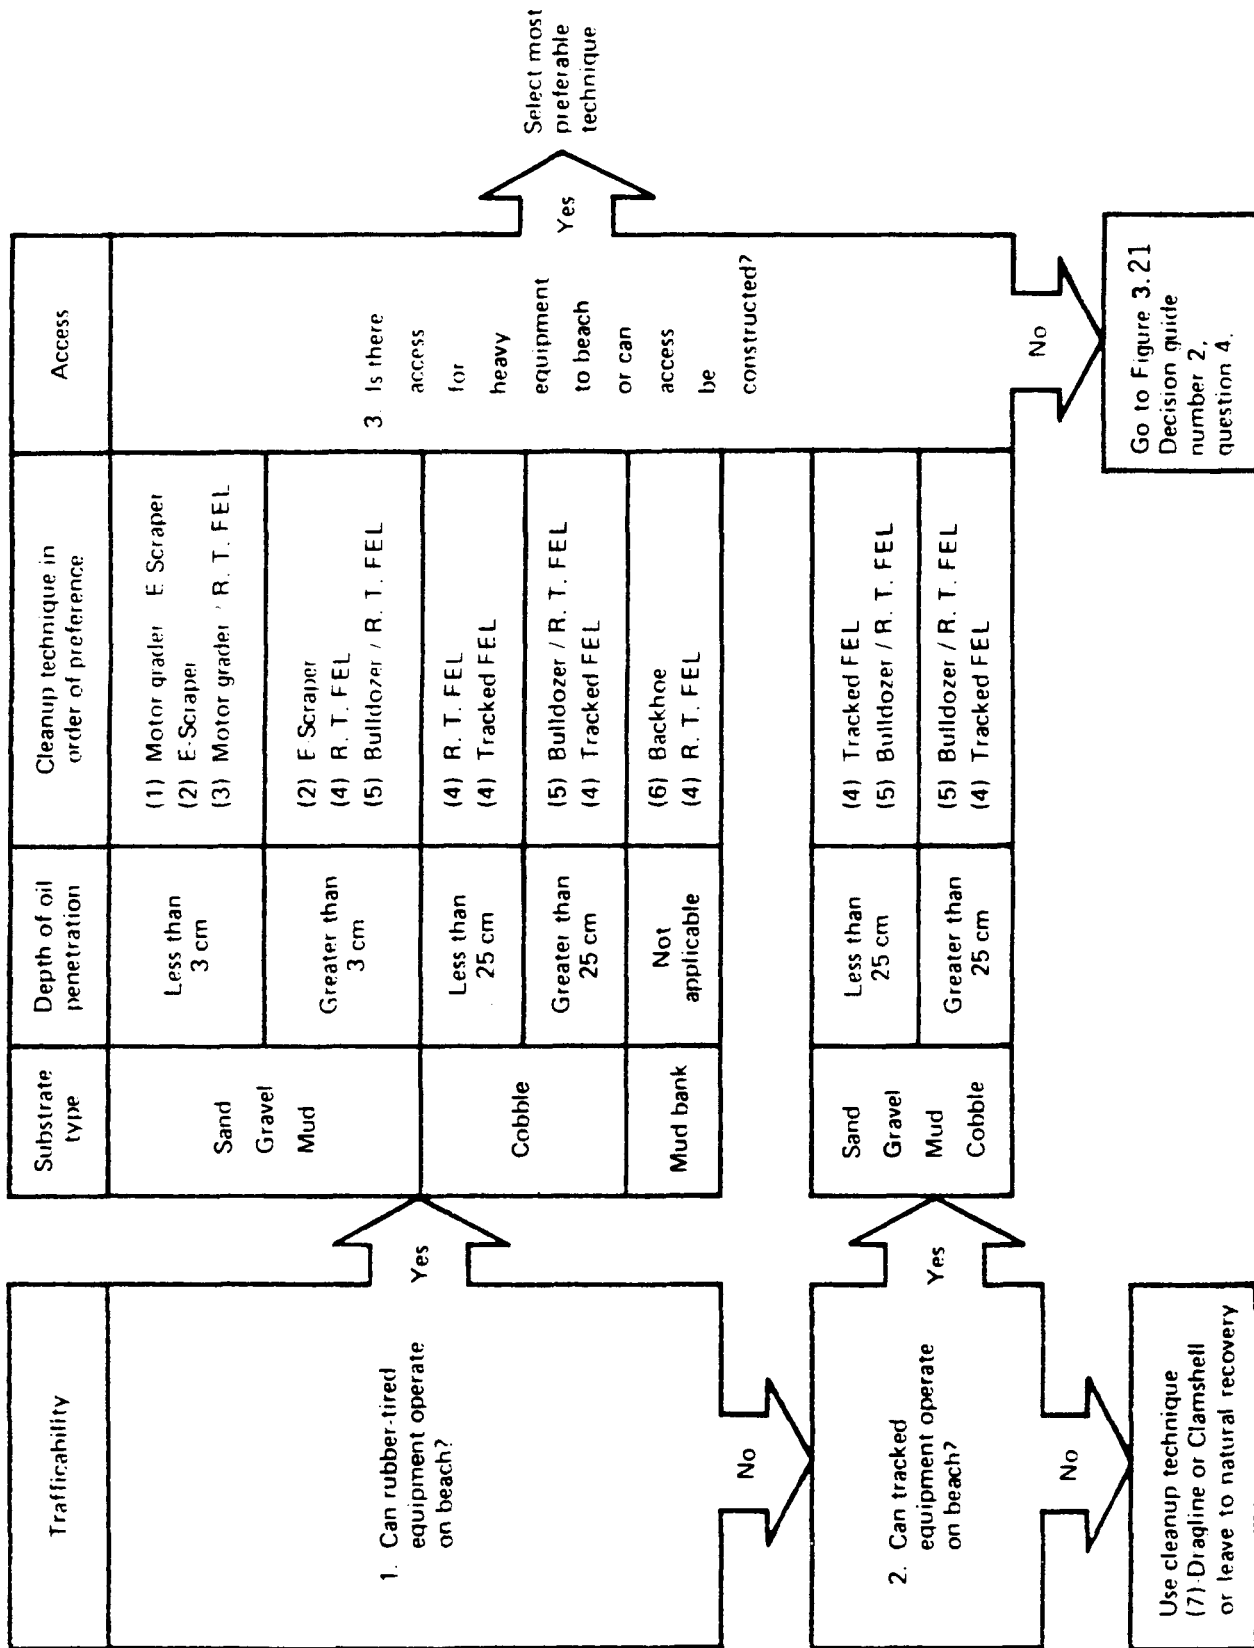 Trafficability
1. Can rubber-tired
equipment operate
on beach?
Yes
No
2. Can tracked
equipment operate
on beach?
Yes
No
Use cleanup technique
(7) Dragline or Clamshell
or leave to natural recovery
Substrate
type
Depth of oil
penetration
Cleanup technique in
order of preference
Access
Sand
Gravel
Mud
Less than
3 cm
(1) Motor grader E Scraper
(2) E-Scraper
(3) Motor grader / R. T. FEL
Greater than
3 cm
(2) E Scraper
(4) R. T. FEL
(5) Bulldozer / R. T. FEL
Cobble
Less than
25 cm
(4) R. T. FEL
(4) Tracked FEL
Greater than
25 cm
(5) Bulldozer / R. T. FEL
(4) Tracked FEL
Mud bank
Not
applicable
(6) Backhoe
(4) R. T. FEL
Sand
Gravel
Mud
Cobble
Less than
25 cm
(4) Tracked FEL
(5) Bulldozer / R. T. FEL
Greater than
25 cm
(5) Bulldozer / R. T. FEL
(4) Tracked FEL
3. Is there
access
for
heavy
equipment
to beach
or can
access
be
constructed?
Yes
Select most
preferable
technique
No
Go to Figure 3.21
Decision guide
number 2,
question 4.